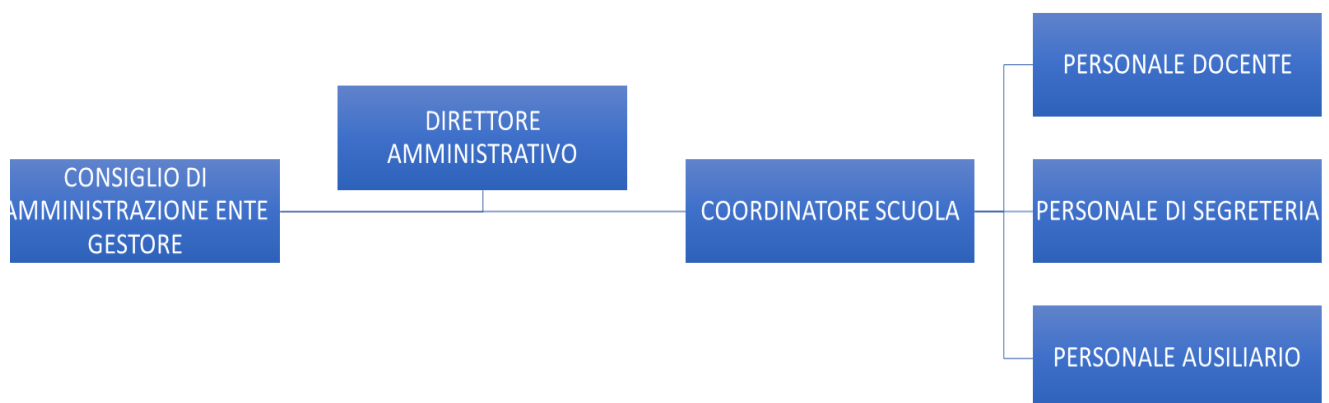 CONSIGLIO DI
AMMINISTRAZIONE ENTE
GESTORE
DIRETTORE
AMMINISTRATIVO
COORDINATORE SCUOLA
PERSONALE DOCENTE
PERSONALE DI SEGRETERIA
PERSONALE AUSILIARIO